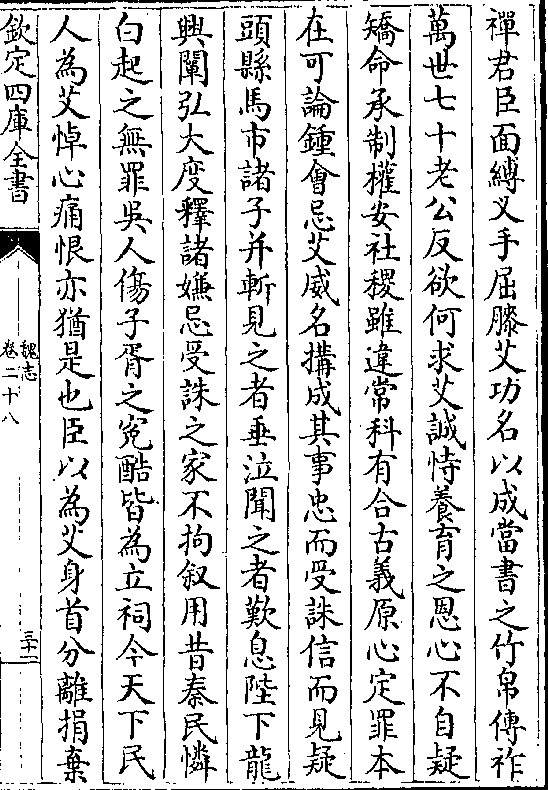 禪君臣面縛叉手屈膝艾功名以成當書之竹帛傳祚
萬世七十老公反欲何求艾誠恃養育之恩心不自疑
矯命承制權安社稷雖違常科有合古義原心定罪本
在可論鍾會忌艾威名搆成其事忠而受誅信而見疑
頭縣馬市諸子并斬見之者垂泣聞之者歎息陛下龍
興闡弘大度釋諸嫌忌受誅之家不拘叙用昔秦民憐
白起之無罪吳人傷子胥之冤酷皆為立祠今天下民
人為艾悼心痛恨亦猶是也臣以為艾身首分離捐棄
欽定四庫全書
魏志
卷二十八
三十二